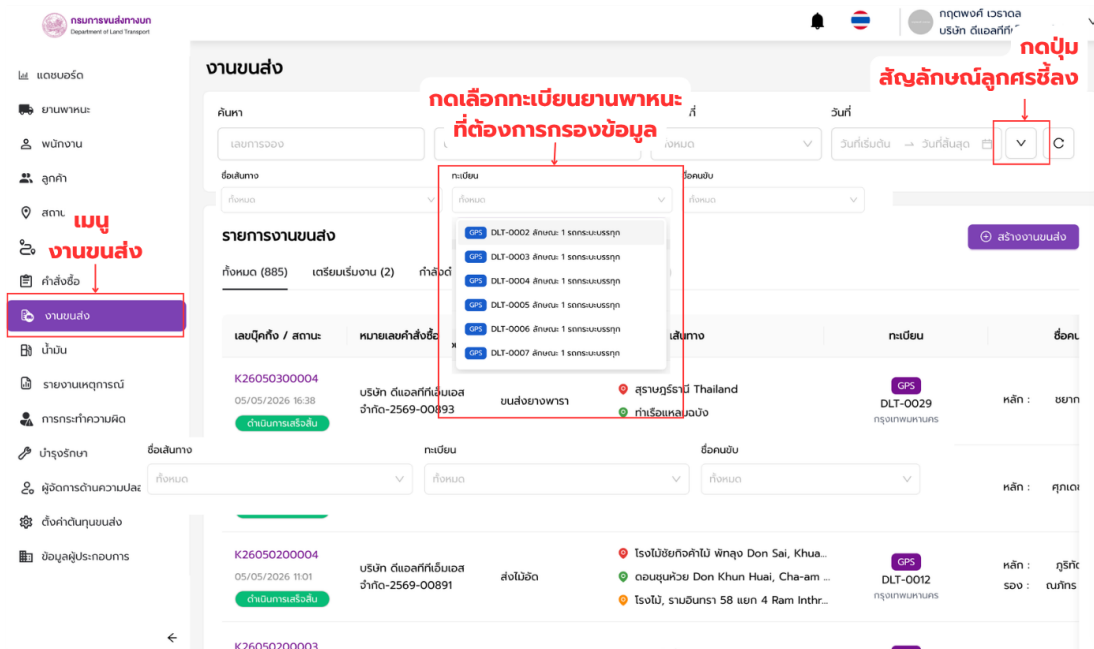 กรมการขนส่งทางบก
Department of Land Transport
กฤตพงศ์ เวราดล
บริษัท ดีแอลทีที
แดชบอร์ด
ยานพาหนะ
พนักงาน
ลูกค้า
เมนู
งานขนส่ง
คำสั่งซื้อ
งานขนส่ง
น้ำมัน
รายงานเหตุการณ์
การกระทำความผิด
บำรุงรักษา
ผู้จัดการด้านความปลอ
ตั้งค่าต้นทุนขนส่ง
ข้อมูลผู้ประกอบการ
งานขนส่ง
กดปุ่ม
สัญลักษณ์ลูกศรชี้ลง
กดเลือกทะเบียนยานพาหนะ
ที่ต้องการกรองข้อมูล
ค้นหา
วันที่
เลขการจอง
วันที่เริ่มต้น → วันที่สิ้นสุด
ชื่อเส้นทาง ทะเบียน ชื่อคนขับ
ทั้งหมด ทั้งหมด ทั้งหมด
GPS DLT-0002 ลักษณะ 1 รถกระบะบรรทุก
GPS DLT-0003 ลักษณะ 1 รถกระบะบรรทุก
GPS DLT-0004 ลักษณะ 1 รถกระบะบรรทุก
GPS DLT-0005 ลักษณะ 1 รถกระบะบรรทุก
GPS DLT-0006 ลักษณะ 1 รถกระบะบรรทุก
GPS DLT-0007 ลักษณะ 1 รถกระบะบรรทุก
รายการงานขนส่ง
สร้างงานขนส่ง
ทั้งหมด (885) เตรียมเริ่มงาน (2)
เลขบุ๊คกิ้ง / สถานะ หมายเลขคำสั่งซื้อ เส้นทาง ทะเบียน ชื่อคน
K26050300004
05/05/2026 16:38
ดำเนินการเสร็จสิ้น
บริษัท ดีแอลทีทีเอ็มเอส
จำกัด-2569-00893
ขนส่งยางพารา
สุราษฎร์ธานี Thailand
ท่าเรือแหลมฉบัง
GPS
DLT-0029
กรุงเทพมหานคร
หลัก :
ชื่อเส้นทาง ทะเบียน ชื่อคนขับ
ทั้งหมด ทั้งหมด ทั้งหมด
หลัก :
K26050200004
05/05/2026 11:01
ดำเนินการเสร็จสิ้น
บริษัท ดีแอลทีทีเอ็มเอส
จำกัด-2569-00891
ส่งไม้อัด
โรงไม้ชัยกิจค้าไม้ พัทลุง Don Sai, Khua...
ดอนขุนห้วย Don Khun Huai, Cha-am ...
โรงไม้, รามอินทรา 58 แยก 4 Ram Inthr...
GPS
DLT-0012
กรุงเทพมหานคร
หลัก :
รอง : ณภัทร
K26050200003